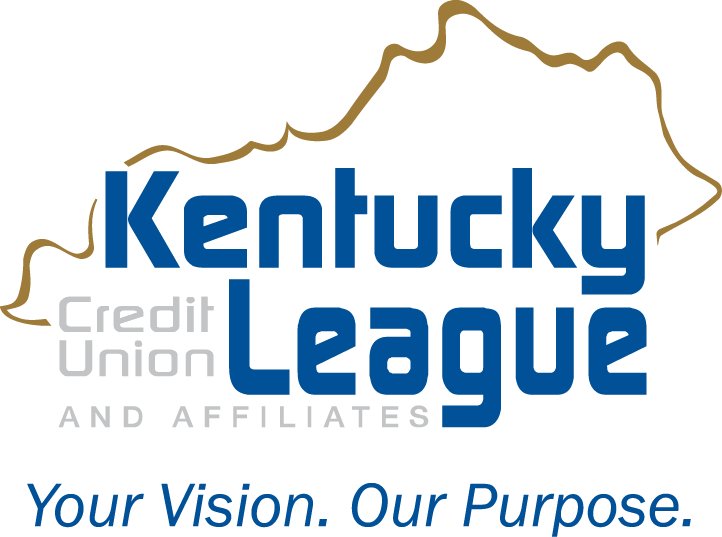 Kentucky
Credit
Union
League
AND AFFILIATES
Your Vision. Our Purpose.